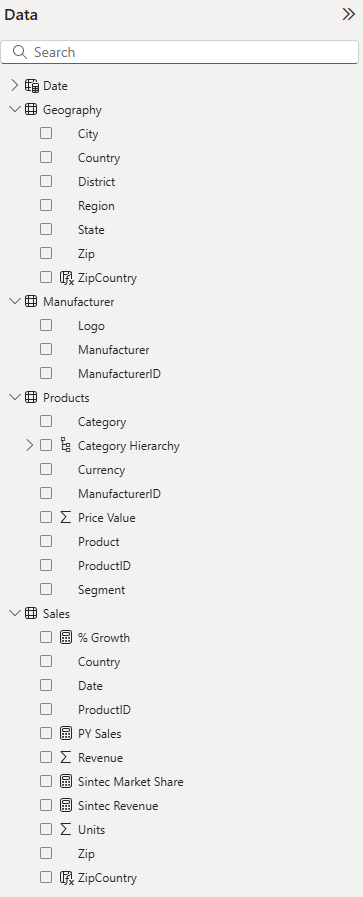 Data
Search
Date
Geography
City
Country
District
Region
State
Zip
ZipCountry
Manufacturer
Logo
Manufacturer
ManufacturerID
Products
Category
Category Hierarchy
Currency
ManufacturerID
Price Value
Product
ProductID
Segment
Sales
% Growth
Country
Date
ProductID
PY Sales
Revenue
Sintec Market Share
Sintec Revenue
Units
Zip
ZipCountry